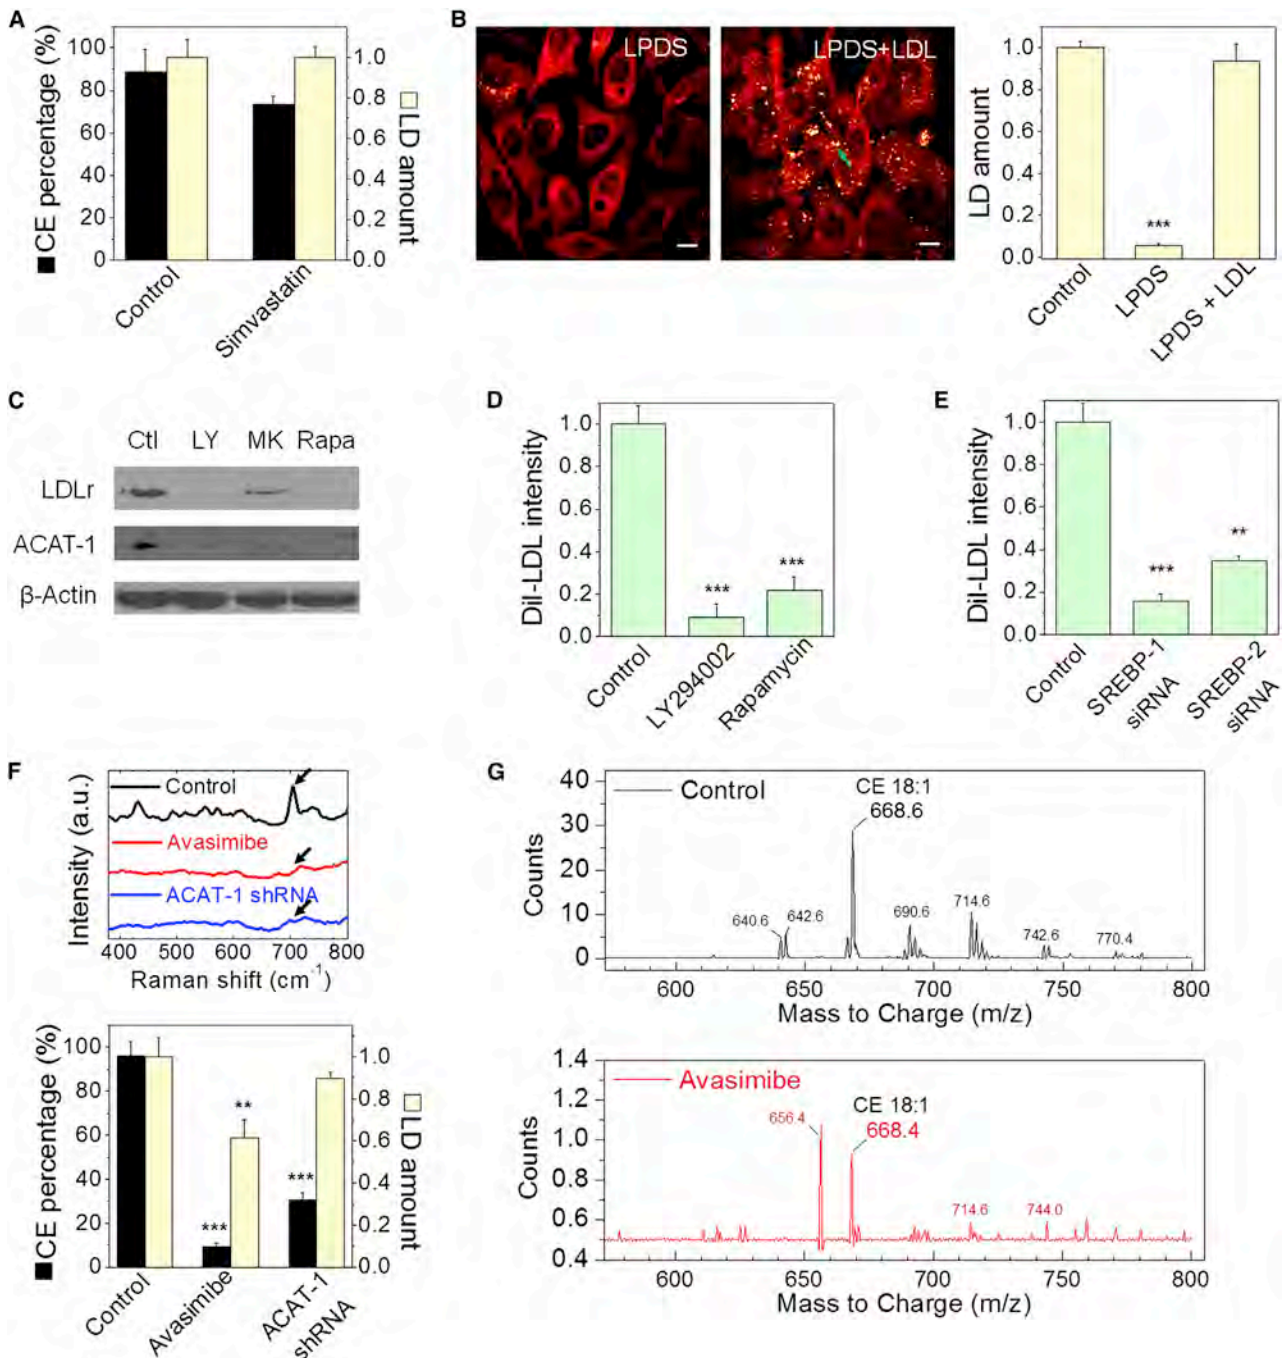 A
CE percentage (%)
100
80
60
40
20
0
1.0
0.8
0.6
0.4
0.2
0.0
LD amount
Control
Simvastatin
B
LPDS
LPDS+LDL
LD amount
1.0
0.8
0.6
0.4
0.2
0.0
***
Control
LPDS
LPDS + LDL
C
Ctl LY MK Rapa
LDLr
ACAT-1
β-Actin
D
Dil-LDL intensity
1.0
0.8
0.6
0.4
0.2
0.0
***
***
Control
LY294002
Rapamycin
E
Dil-LDL intensity
1.0
0.8
0.6
0.4
0.2
0.0
***
**
Control
SREBP-1
siRNA
SREBP-2
siRNA
F
Intensity (a.u.)
Control
Avasimibe
ACAT-1 shRNA
400 500 600 700 800
Raman shift (cm⁻¹)
CE percentage (%)
100
80
60
40
20
0
1.0
0.8
0.6
0.4
0.2
0.0
LD amount
***
**
***
Control
Avasimibe
ACAT-1
shRNA
G
Counts
40
30
20
10
0
Control
CE 18:1
668.6
640.6
642.6
690.6
714.6
742.6
770.4
600 650 700 750 800
Mass to Charge (m/z)
Counts
1.4
1.2
1.0
0.8
0.6
0.4
Avasimibe
CE 18:1
656.4
668.4
714.6
744.0
600 650 700 750 800
Mass to Charge (m/z)